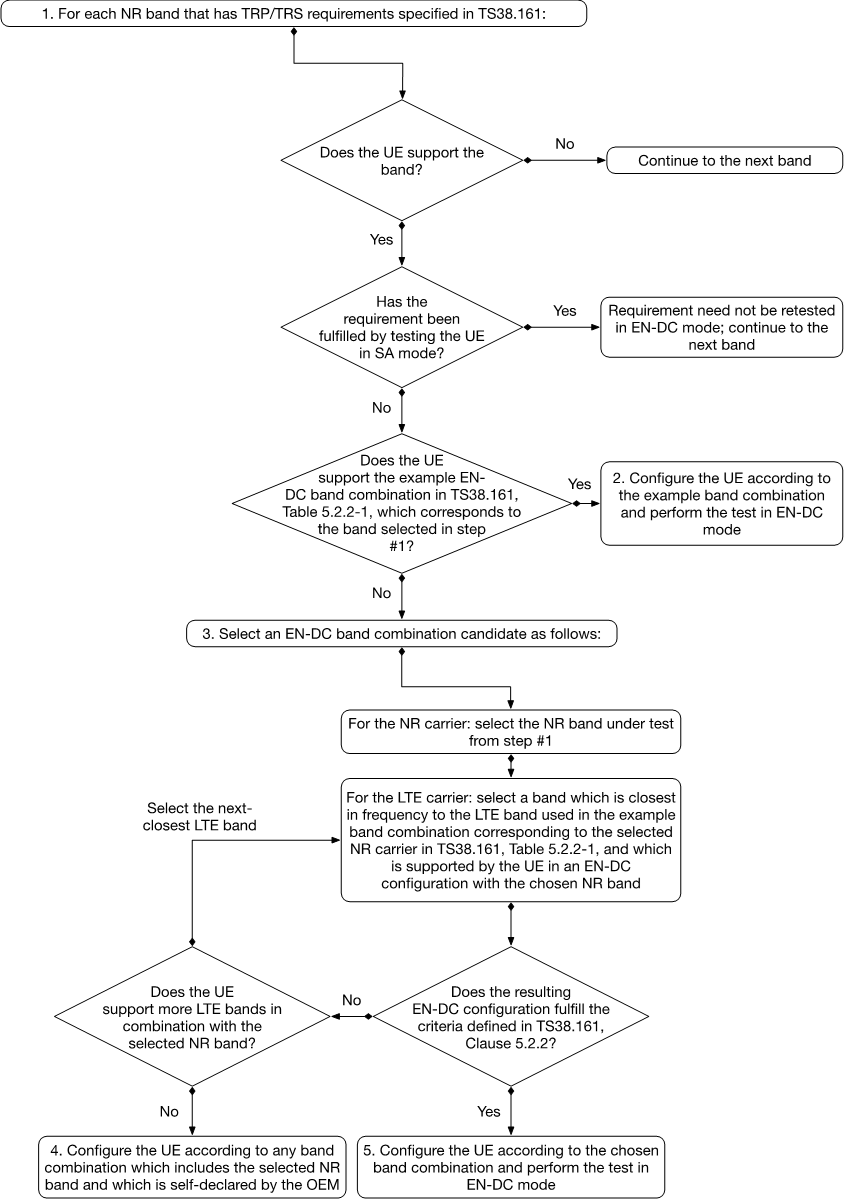 1. For each NR band that has TRP/TRS requirements specified in TS38.161:
Does the UE support the
band?
No
Continue to the next band
Yes
Has the
requirement been
fulfilled by testing the UE
in SA mode?
Yes
Requirement need not be retested
in EN-DC mode; continue to the
next band
No
Does the UE
support the example EN-
DC band combination in TS38.161,
Table 5.2.2-1, which corresponds to
the band selected in step
#1?
Yes
2. Configure the UE according to
the example band combination
and perform the test in EN-DC
mode
No
3. Select an EN-DC band combination candidate as follows:
For the NR carrier: select the NR band under test
from step #1
For the LTE carrier: select a band which is closest
in frequency to the LTE band used in the example
band combination corresponding to the selected
NR carrier in TS38.161, Table 5.2.2-1, and which
is supported by the UE in an EN-DC
configuration with the chosen NR band
Select the next-
closest LTE band
Does the UE
support more LTE bands in
combination with the
selected NR band?
No
Does the resulting
EN-DC configuration fulfill the
criteria defined in TS38.161,
Clause 5.2.2?
No
Yes
4. Configure the UE according to any band
combination which includes the selected NR
band and which is self-declared by the OEM
5. Configure the UE according to the chosen
band combination and perform the test in
EN-DC mode